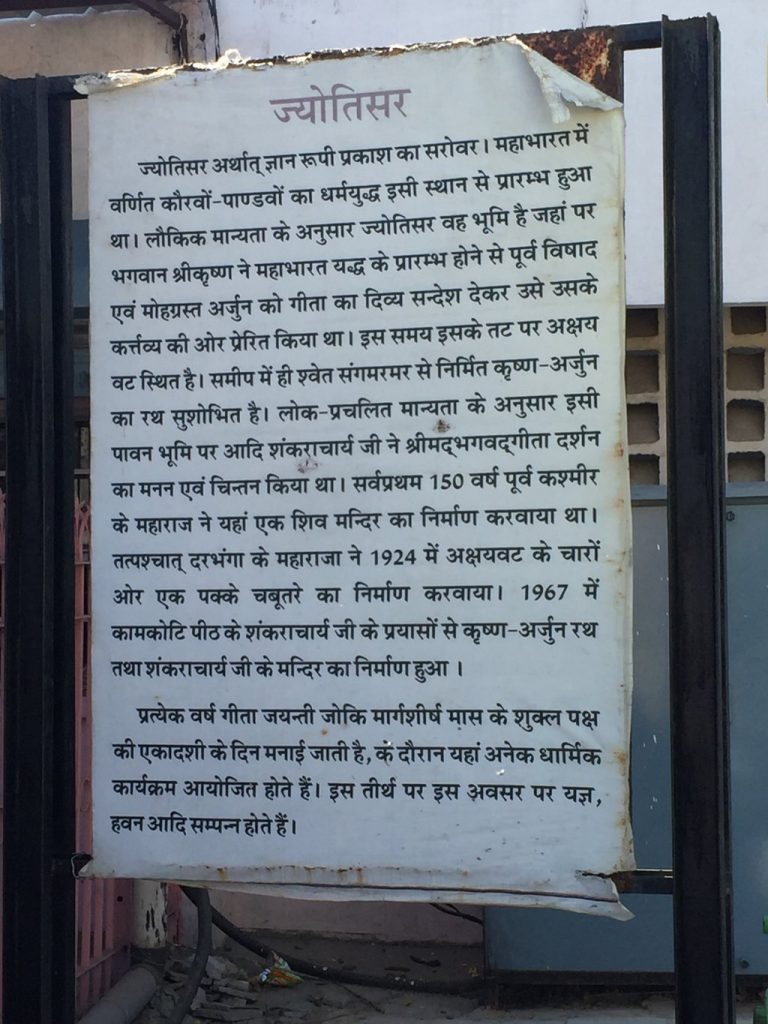 ज्योतिसर
ज्योतिसर अर्थात् ज्ञान रूपी प्रकाश का सरोवर। महाभारत में
वर्णित कौरवों-पाण्डवों का धर्मयुद्ध इसी स्थान से प्रारम्भ हुआ
था। लौकिक मान्यता के अनुसार ज्योतिसर वह भूमि है जहां पर
भगवान श्रीकृष्ण ने महाभारत यद्ध के प्रारम्भ होने से पूर्व विषाद
एवं मोहग्रस्त अर्जुन को गीता का दिव्य सन्देश देकर उसे उसके
कर्त्तव्य की ओर प्रेरित किया था। इस समय इसके तट पर अक्षय
वट स्थित है। समीप में ही श्वेत संगमरमर से निर्मित कृष्ण-अर्जुन
का रथ सुशोभित है। लोक-प्रचलित मान्यता के अनुसार इसी
पावन भूमि पर आदि शंकराचार्य जी ने श्रीमद्भगवद्गीता दर्शन
का मनन एवं चिन्तन किया था। सर्वप्रथम 150 वर्ष पूर्व कश्मीर
के महाराज ने यहां एक शिव मन्दिर का निर्माण करवाया था।
तत्पश्चात् दरभंगा के महाराजा ने 1924 में अक्षयवट के चारों
ओर एक पक्के चबूतरे का निर्माण करवाया। 1967 में
कामकोटि पीठ के शंकराचार्य जी के प्रयासों से कृष्ण-अर्जुन रथ
तथा शंकराचार्य जी के मन्दिर का निर्माण हुआ ।
प्रत्येक वर्ष गीता जयन्ती जोकि मार्गशीर्ष मास के शुक्ल पक्ष
की एकादशी के दिन मनाई जाती है, के दौरान यहां अनेक धार्मिक
कार्यक्रम आयोजित होते हैं। इस तीर्थ पर इस अवसर पर यज्ञ,
हवन आदि सम्पन्न होते हैं।